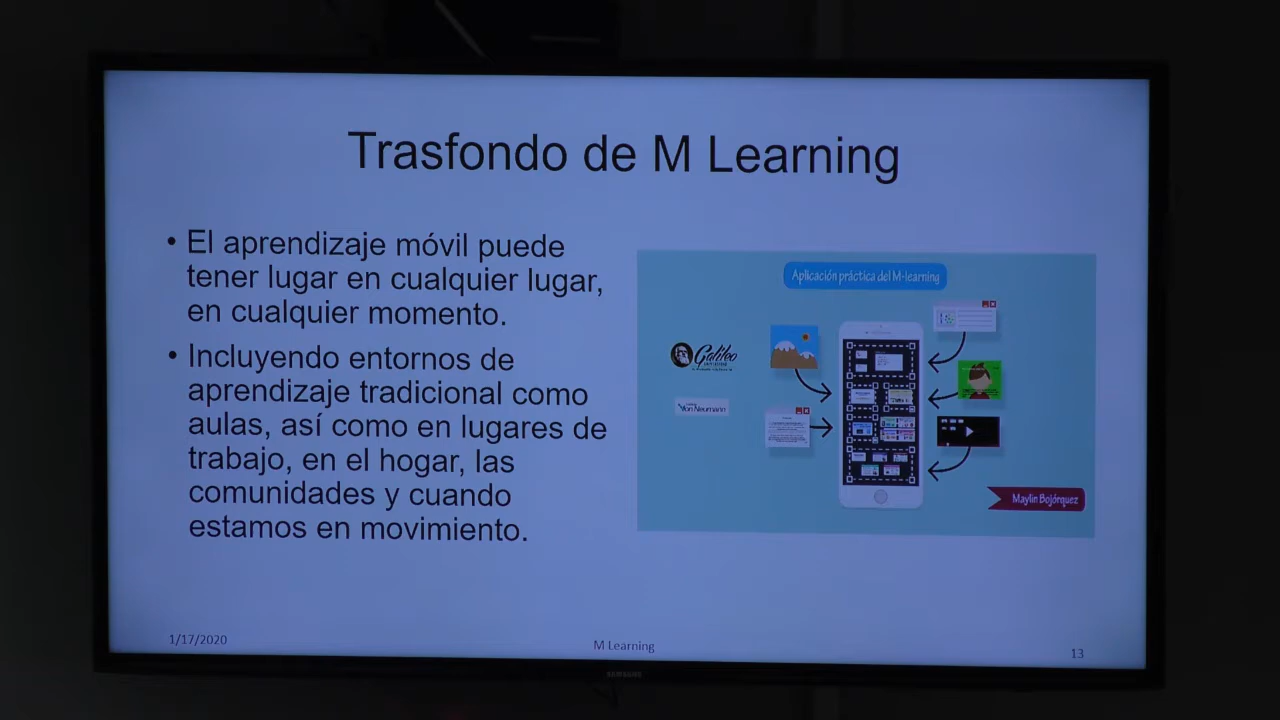 Trasfondo de M Learning
• El aprendizaje móvil puede
tener lugar en cualquier lugar,
en cualquier momento.
• Incluyendo entornos de
aprendizaje tradicional como
aulas, así como en lugares de
trabajo, en el hogar, las
comunidades y cuando
estamos en movimiento.
Aplicación práctica del M-learning
Galileo
Von Neumann
Maylin Bojórquez
1/17/2020
M Learning
13
SAMSUNG